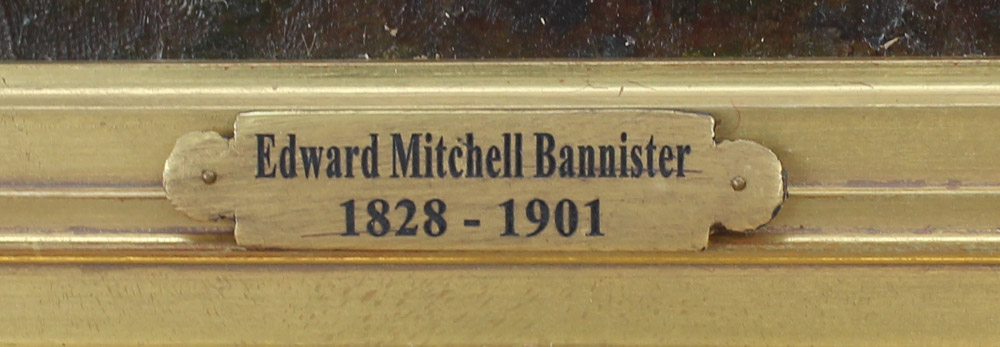 Edward Mitchell Bannister
1828 - 1901